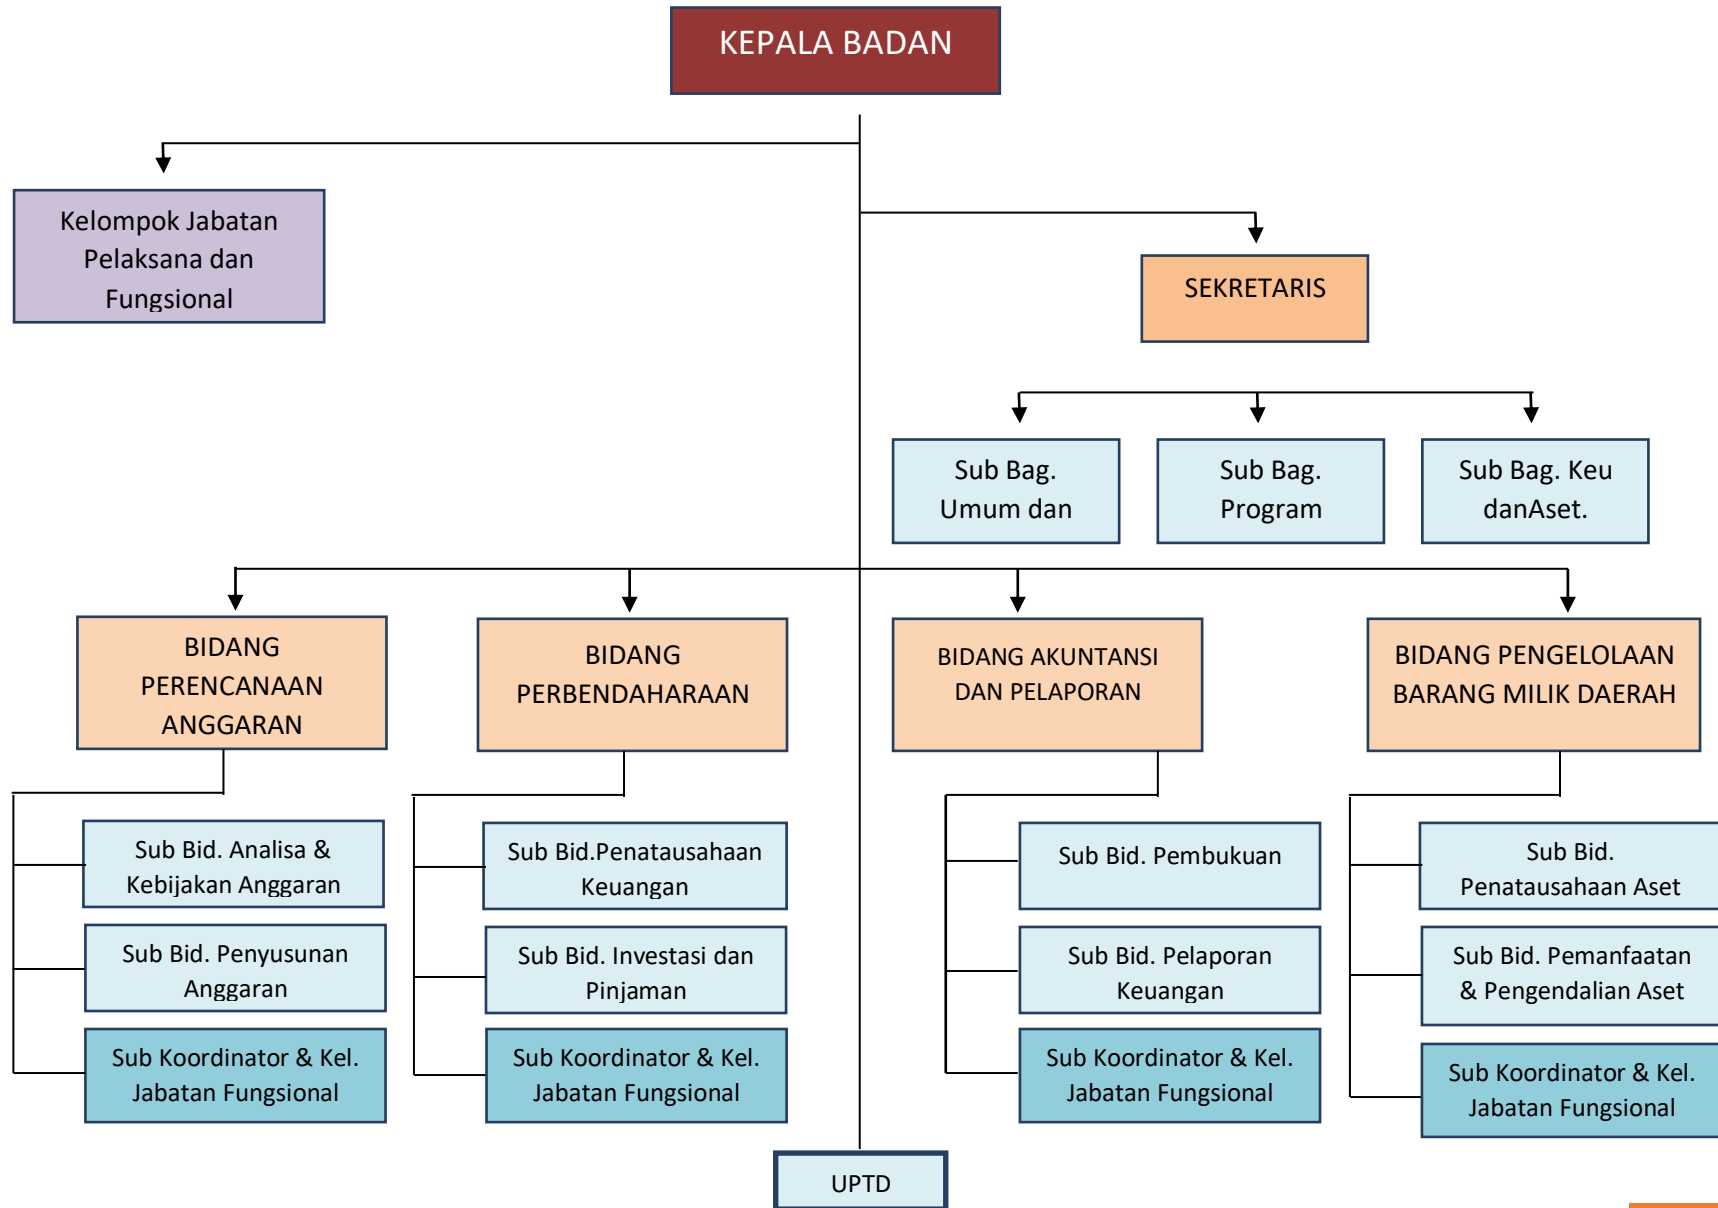 KEPALA BADAN
Kelompok Jabatan
Pelaksana dan
Fungsional
SEKRETARIS
Sub Bag.
Umum dan
Sub Bag.
Program
Sub Bag. Keu
danAset.
BIDANG
PERENCANAAN
ANGGARAN
BIDANG
PERBENDAHARAAN
BIDANG AKUNTANSI
DAN PELAPORAN
BIDANG PENGELOLAAN
BARANG MILIK DAERAH
Sub Bid. Analisa &
Kebijakan Anggaran
Sub Bid. Penyusunan
Anggaran
Sub Koordinator & Kel.
Jabatan Fungsional
Sub Bid.Penatausahaan
Keuangan
Sub Bid. Investasi dan
Pinjaman
Sub Koordinator & Kel.
Jabatan Fungsional
Sub Bid. Pembukuan
Sub Bid. Pelaporan
Keuangan
Sub Koordinator & Kel.
Jabatan Fungsional
Sub Bid.
Penatausahaan Aset
Sub Bid. Pemanfaatan
& Pengendalian Aset
Sub Koordinator & Kel.
Jabatan Fungsional
UPTD